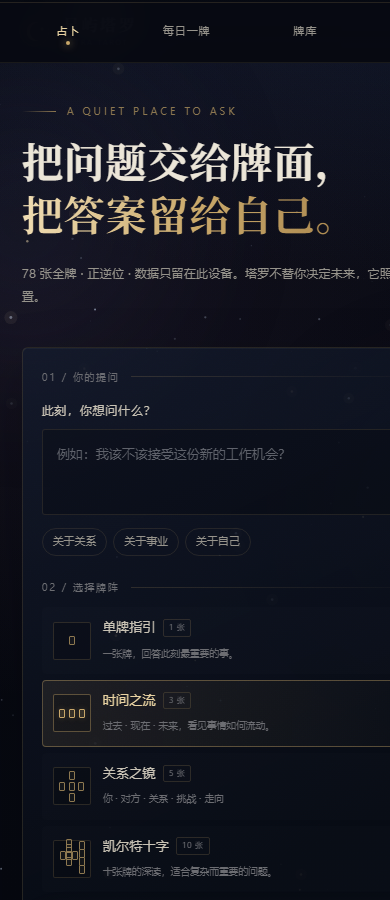 占卜 每日一牌 牌库
A QUIET PLACE TO ASK
把问题交给牌面，
把答案留给自己。
78 张全牌 · 正逆位 · 数据只留在此设备。塔罗不替你决定未来，它照
置。
01 / 你的提问
此刻，你想问什么？
例如：我该不该接受这份新的工作机会？
关于关系 关于事业 关于自己
02 / 选择牌阵
单牌指引 1 张
一张牌，回答此刻最重要的事。
时间之流 3 张
过去 · 现在 · 未来，看见事情如何流动。
关系之镜 5 张
你 · 对方 · 关系 · 挑战 · 走向
凯尔特十字 10 张
十张牌的深读，适合复杂而重要的问题。